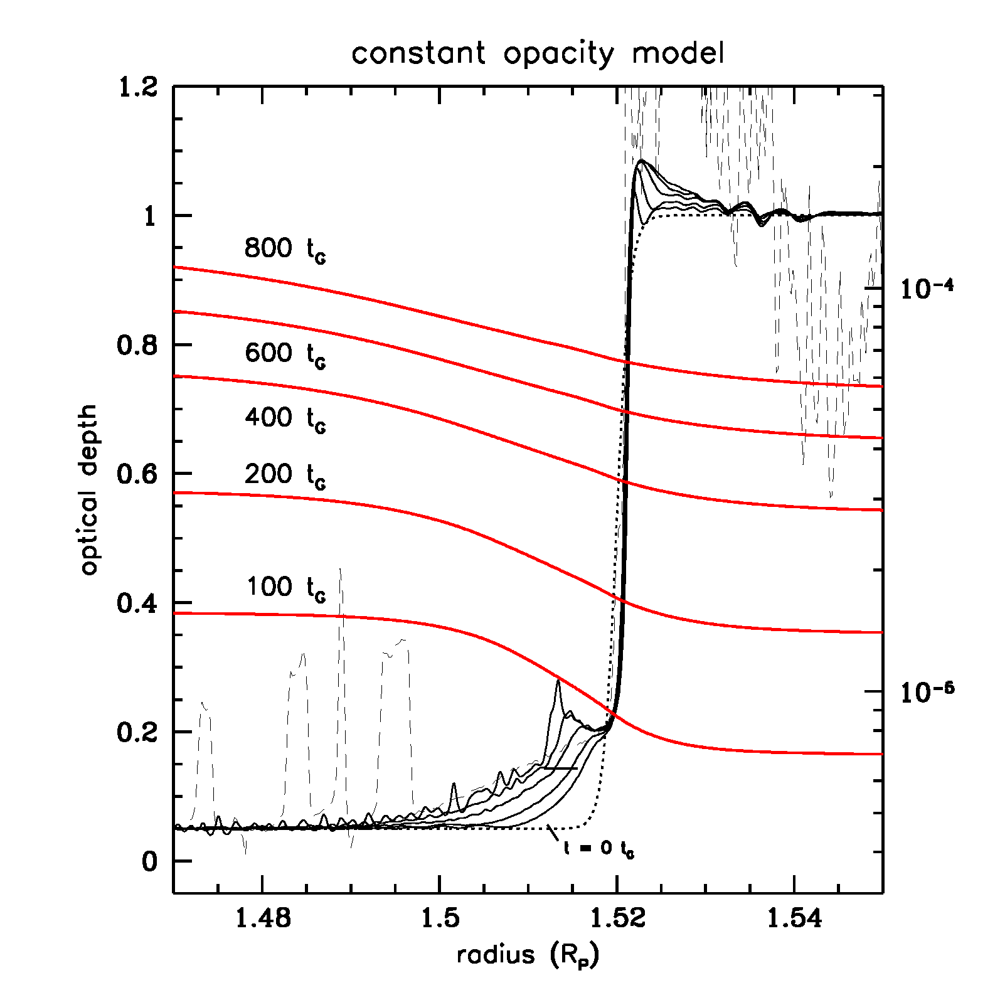 constant opacity model
1.2
1
0.8
0.6
0.4
0.2
0
optical depth
800 t_G
600 t_G
400 t_G
200 t_G
100 t_G
t = 0 t_G
10⁻⁴
10⁻⁵
1.48 1.5 1.52 1.54
radius (R_P)